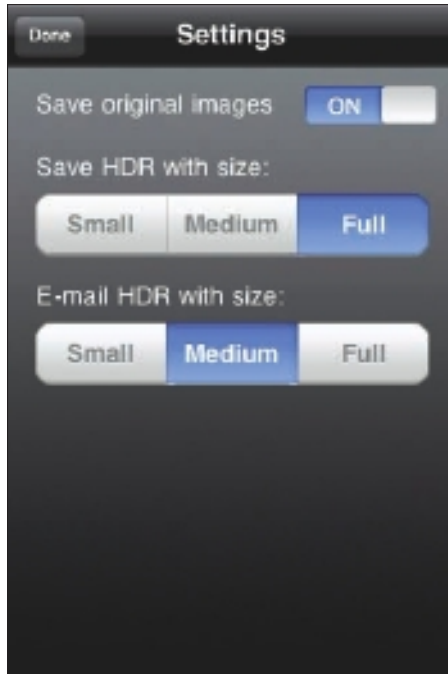 Done Settings
Save original images ON
Save HDR with size:
Small Medium Full
E-mail HDR with size:
Small Medium Full